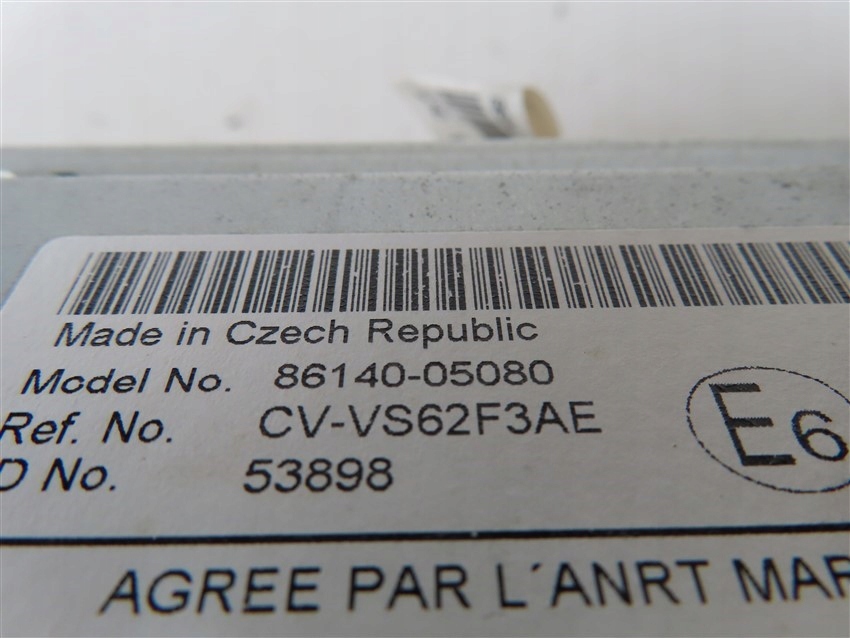 Made in Czech Republic
Model No. 86140-05080
Ref. No. CV-VS62F3AE
D No. 53898
E6
AGREE PAR L´ANRT MAR